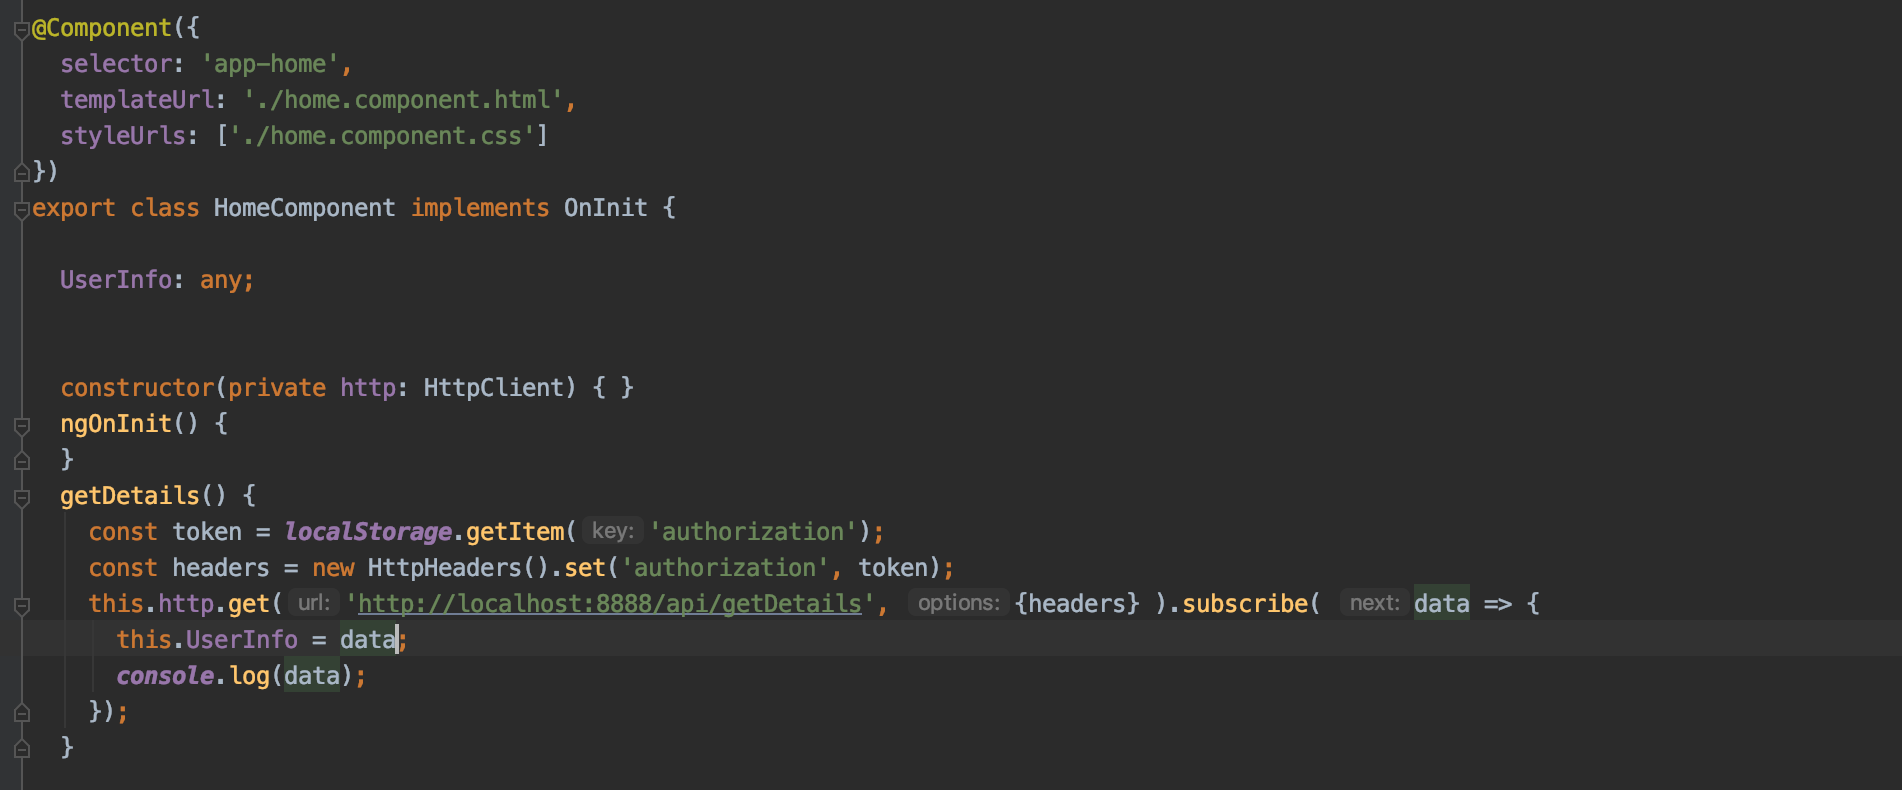 @Component({
selector: 'app-home',
templateUrl: './home.component.html',
styleUrls: ['./home.component.css']
})
export class HomeComponent implements OnInit {
UserInfo: any;
constructor(private http: HttpClient) { }
ngOnInit() {
}
getDetails() {
const token = localStorage.getItem( key: 'authorization');
const headers = new HttpHeaders().set('authorization', token);
this.http.get( url: 'http://localhost:8888/api/getDetails', options: {headers} ).subscribe( next: data => {
this.UserInfo = data;
console.log(data);
});
}